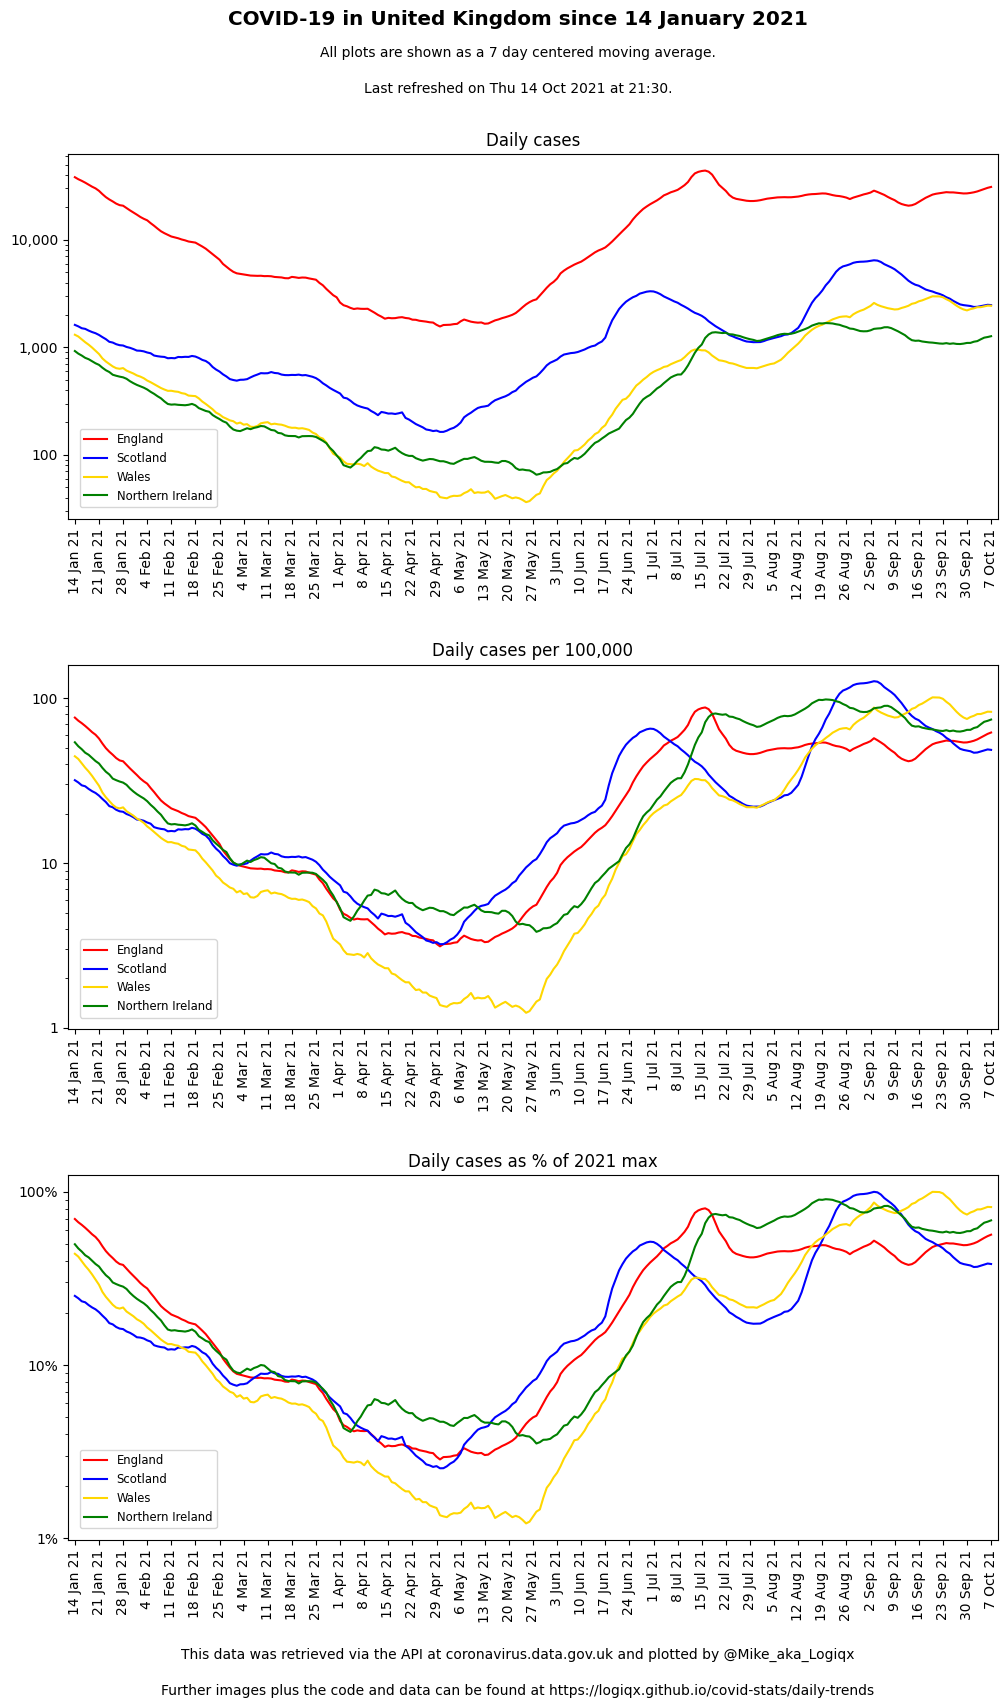 COVID-19 in United Kingdom since 14 January 2021
All plots are shown as a 7 day centered moving average.
Last refreshed on Thu 14 Oct 2021 at 21:30.
Daily cases
10,000
1,000
100
England
Scotland
Wales
Northern Ireland
14 Jan 21
21 Jan 21
28 Jan 21
4 Feb 21
11 Feb 21
18 Feb 21
25 Feb 21
4 Mar 21
11 Mar 21
18 Mar 21
25 Mar 21
1 Apr 21
8 Apr 21
15 Apr 21
22 Apr 21
29 Apr 21
6 May 21
13 May 21
20 May 21
27 May 21
3 Jun 21
10 Jun 21
17 Jun 21
24 Jun 21
1 Jul 21
8 Jul 21
15 Jul 21
22 Jul 21
29 Jul 21
5 Aug 21
12 Aug 21
19 Aug 21
26 Aug 21
2 Sep 21
9 Sep 21
16 Sep 21
23 Sep 21
30 Sep 21
7 Oct 21
Daily cases per 100,000
100
10
1
England
Scotland
Wales
Northern Ireland
14 Jan 21
21 Jan 21
28 Jan 21
4 Feb 21
11 Feb 21
18 Feb 21
25 Feb 21
4 Mar 21
11 Mar 21
18 Mar 21
25 Mar 21
1 Apr 21
8 Apr 21
15 Apr 21
22 Apr 21
29 Apr 21
6 May 21
13 May 21
20 May 21
27 May 21
3 Jun 21
10 Jun 21
17 Jun 21
24 Jun 21
1 Jul 21
8 Jul 21
15 Jul 21
22 Jul 21
29 Jul 21
5 Aug 21
12 Aug 21
19 Aug 21
26 Aug 21
2 Sep 21
9 Sep 21
16 Sep 21
23 Sep 21
30 Sep 21
7 Oct 21
Daily cases as % of 2021 max
100%
10%
1%
England
Scotland
Wales
Northern Ireland
14 Jan 21
21 Jan 21
28 Jan 21
4 Feb 21
11 Feb 21
18 Feb 21
25 Feb 21
4 Mar 21
11 Mar 21
18 Mar 21
25 Mar 21
1 Apr 21
8 Apr 21
15 Apr 21
22 Apr 21
29 Apr 21
6 May 21
13 May 21
20 May 21
27 May 21
3 Jun 21
10 Jun 21
17 Jun 21
24 Jun 21
1 Jul 21
8 Jul 21
15 Jul 21
22 Jul 21
29 Jul 21
5 Aug 21
12 Aug 21
19 Aug 21
26 Aug 21
2 Sep 21
9 Sep 21
16 Sep 21
23 Sep 21
30 Sep 21
7 Oct 21
This data was retrieved via the API at coronavirus.data.gov.uk and plotted by @Mike_aka_Logiqx
Further images plus the code and data can be found at https://logiqx.github.io/covid-stats/daily-trends